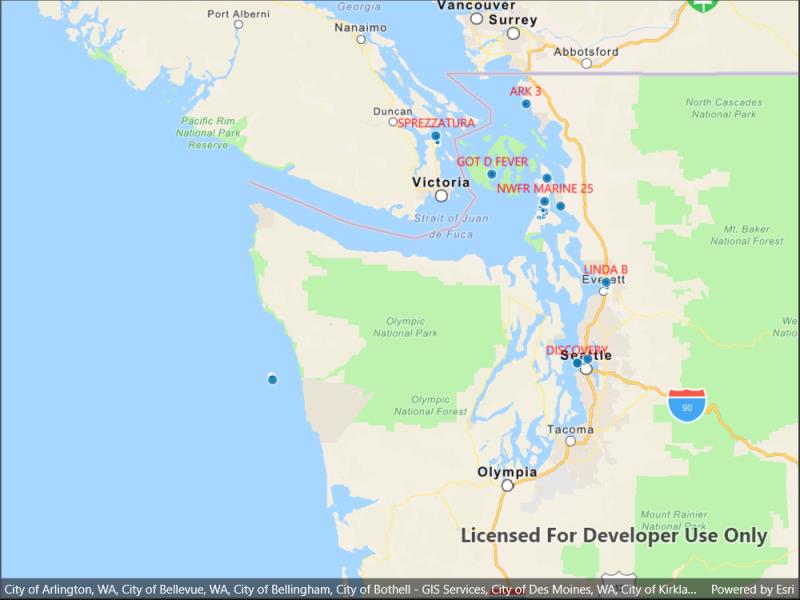 Port Alberni
Georgia
Vancouver
Surrey
Nanaimo
Abbotsford
ARK 3
North Cascades
National Park
Pacific Rim
National Park
Reserve
Duncan
SPREZZATURA
GOT D FEVER
Victoria
NWFR MARINE 25
Strait of Juan
de Fuca
Mt. Baker
National Forest
LINDA B
Everett
Olympic
National Park
DISCOVERY
Seattle
Olympic
National Forest
90
Tacoma
Olympia
Mount Rainier
National Park
Licensed For Developer Use Only
City of Arlington, WA, City of Bellevue, WA, City of Bellingham, City of Bothell - GIS Services, City of Des Moines, WA, City of Kirkla...
Powered by Esri